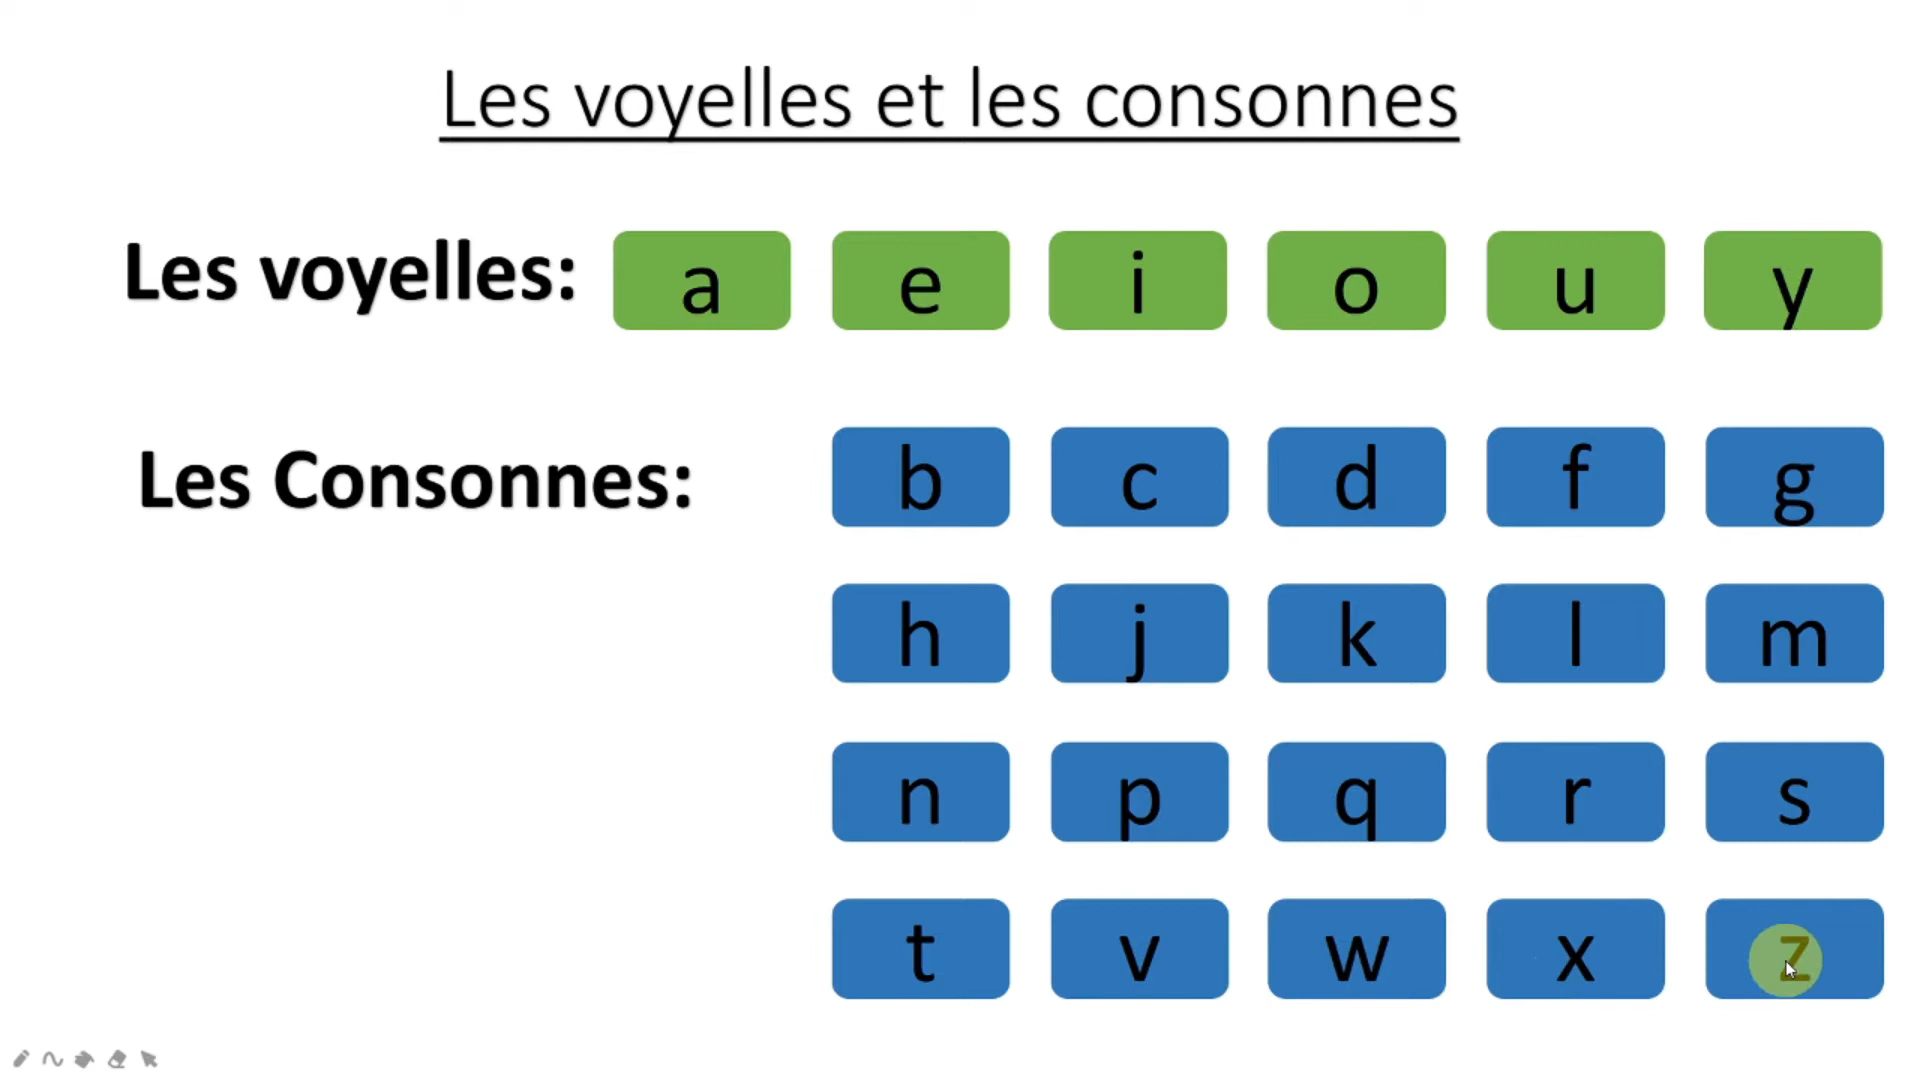 Les voyelles et les consonnes
Les voyelles: a e i o u y
Les Consonnes: b c d f g
h j k l m
n p q r s
t v w x z